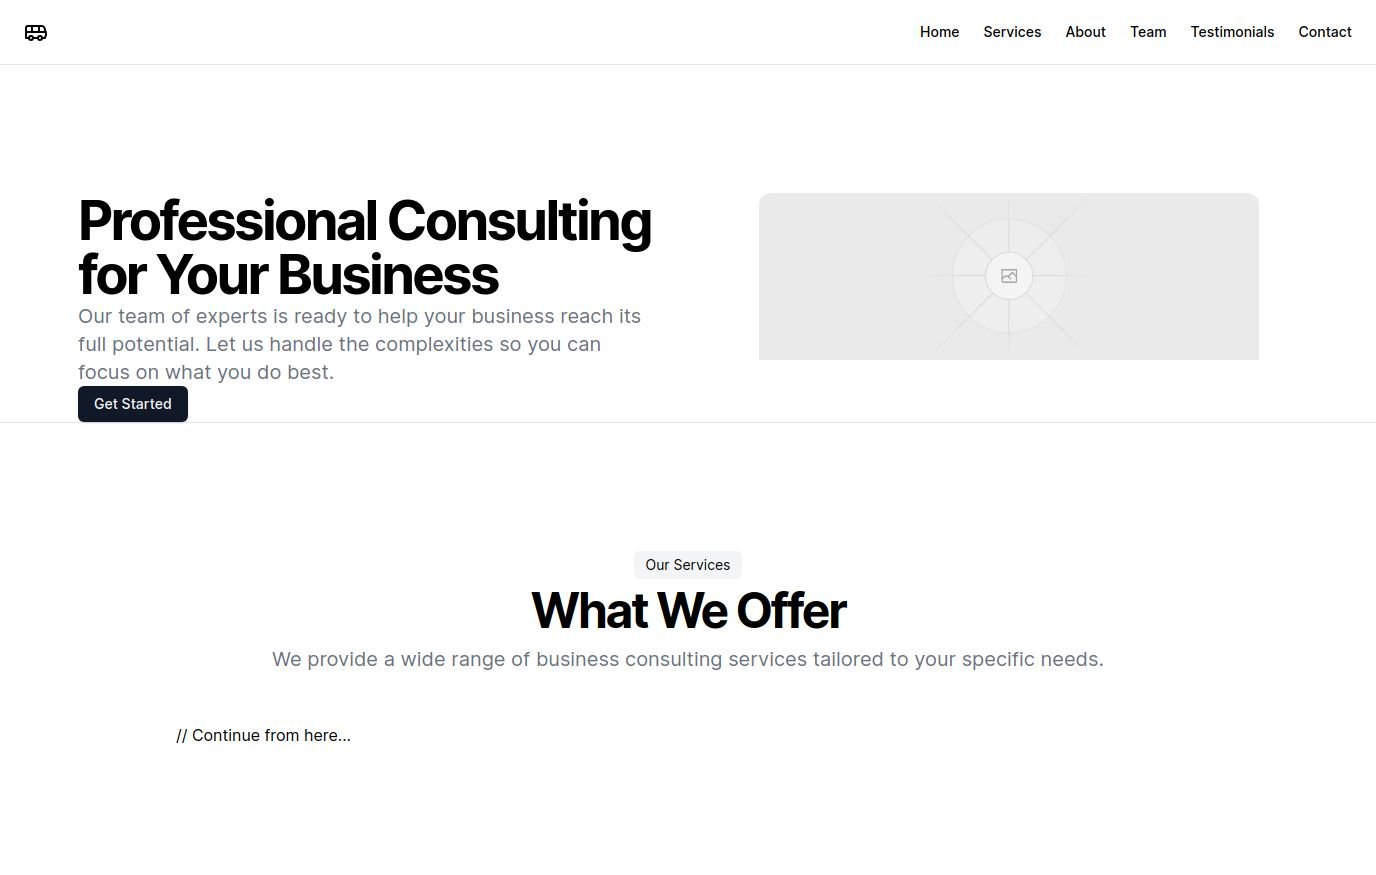 Home Services About Team Testimonials Contact
Professional Consulting
for Your Business
Our team of experts is ready to help your business reach its
full potential. Let us handle the complexities so you can
focus on what you do best.
Get Started
Our Services
What We Offer
We provide a wide range of business consulting services tailored to your specific needs.
// Continue from here...